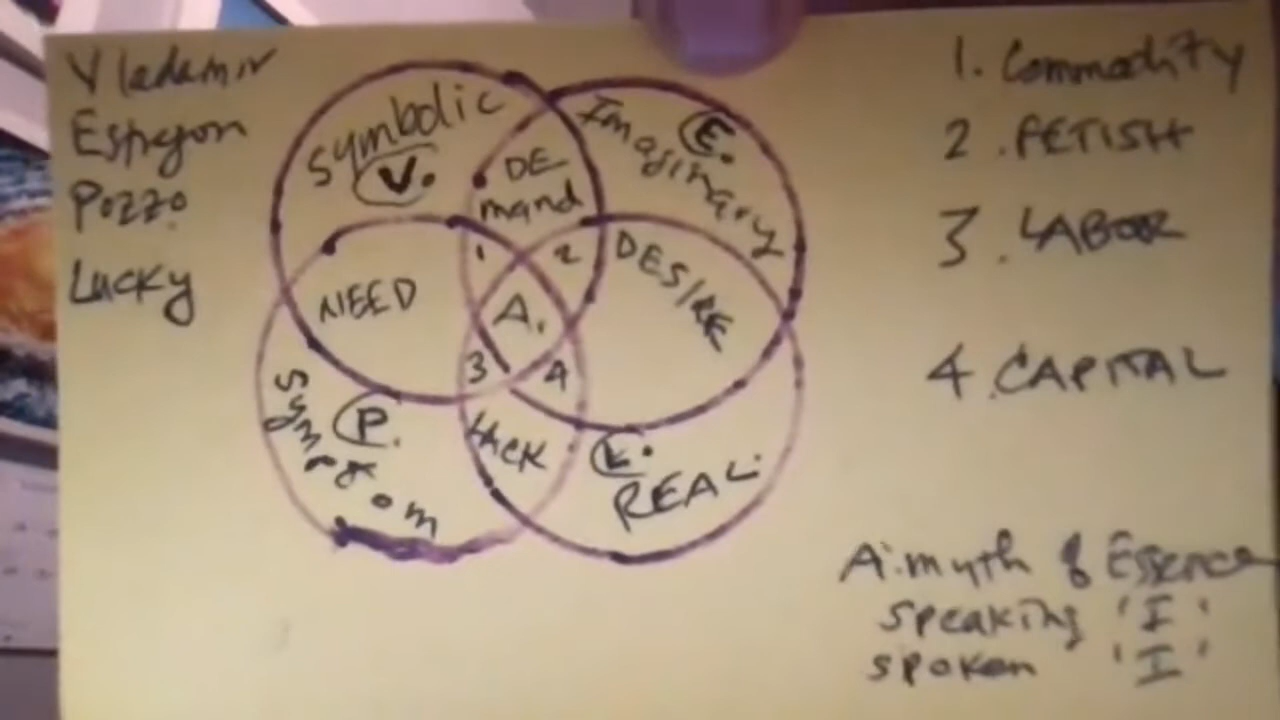 Vladamir
Estragon
Pozzo
Lucky
Symbolic
V.
DE
mand
Imaginary
E.
1
2
NEED
A.
DESIRE
3
4
Symptom
P.
LACK
L.
REAL
1. Commodity
2. FETISH
3. LABOR
4. CAPITAL
A: myth of Essence
speaking 'I'
spoken 'I'